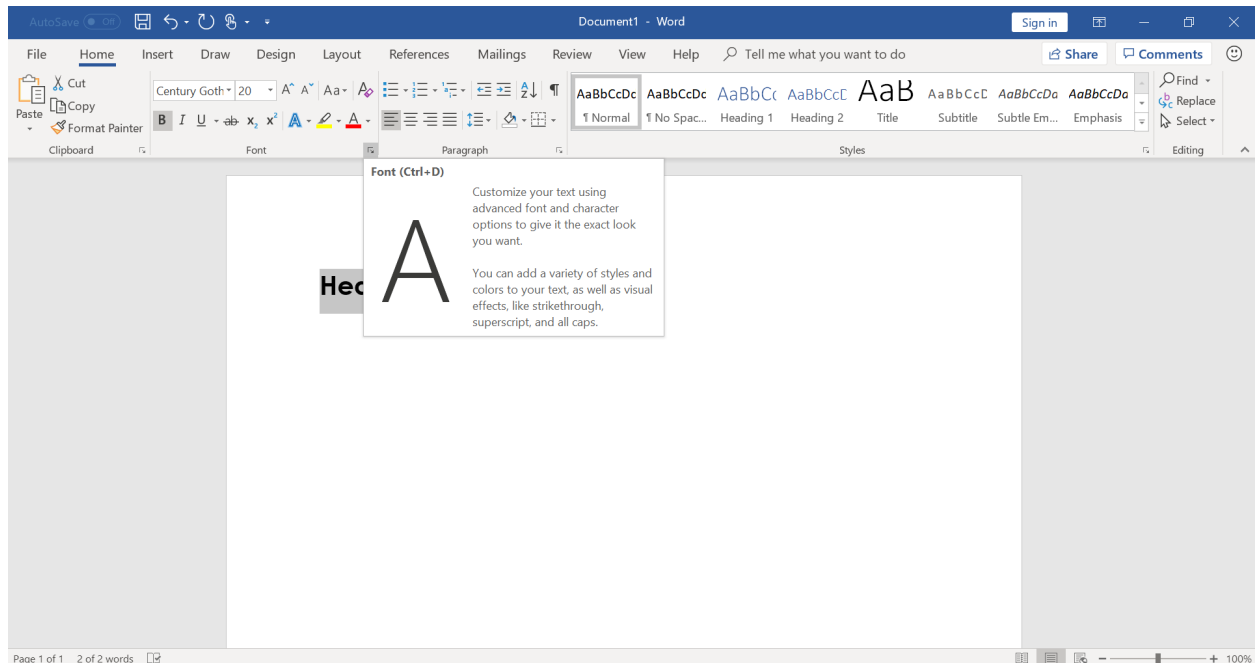 AutoSave Off Document1 - Word Sign in
File Home Insert Draw Design Layout References Mailings Review View Help Tell me what you want to do Share Comments
Paste
Cut
Copy
Format Painter
Clipboard
Century Goth 20 A^ Aˇ Aa A
B I U ab x₂ x² A A
Font
A Z ¶
Paragraph
AaBbCcDc AaBbCcDc AaBbC AaBbCcD AaB AaBbCcD AaBbCcDa AaBbCcDa
¶ Normal ¶ No Spac... Heading 1 Heading 2 Title Subtitle Subtle Em... Emphasis
Styles
Find
Replace
Select
Editing
Font (Ctrl+D)
A
Customize your text using
advanced font and character
options to give it the exact look
you want.
You can add a variety of styles and
colors to your text, as well as visual
effects, like strikethrough,
superscript, and all caps.
Page 1 of 1 2 of 2 words 100%